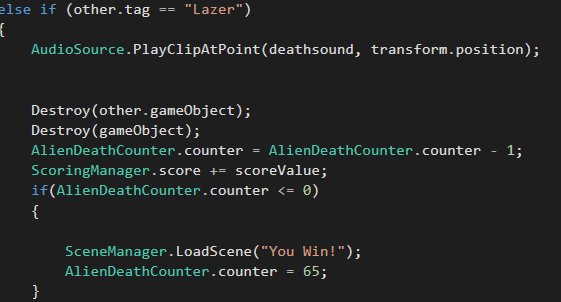 else if (other.tag == "Lazer")
{
AudioSource.PlayClipAtPoint(deathsound, transform.position);
Destroy(other.gameObject);
Destroy(gameObject);
AlienDeathCounter.counter = AlienDeathCounter.counter - 1;
ScoringManager.score += scoreValue;
if(AlienDeathCounter.counter <= 0)
{
SceneManager.LoadScene("You Win!");
AlienDeathCounter.counter = 65;
}